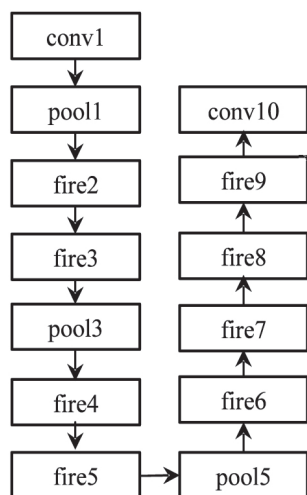 conv1
pool1
fire2
fire3
pool3
fire4
fire5
pool5
fire6
fire7
fire8
fire9
conv10